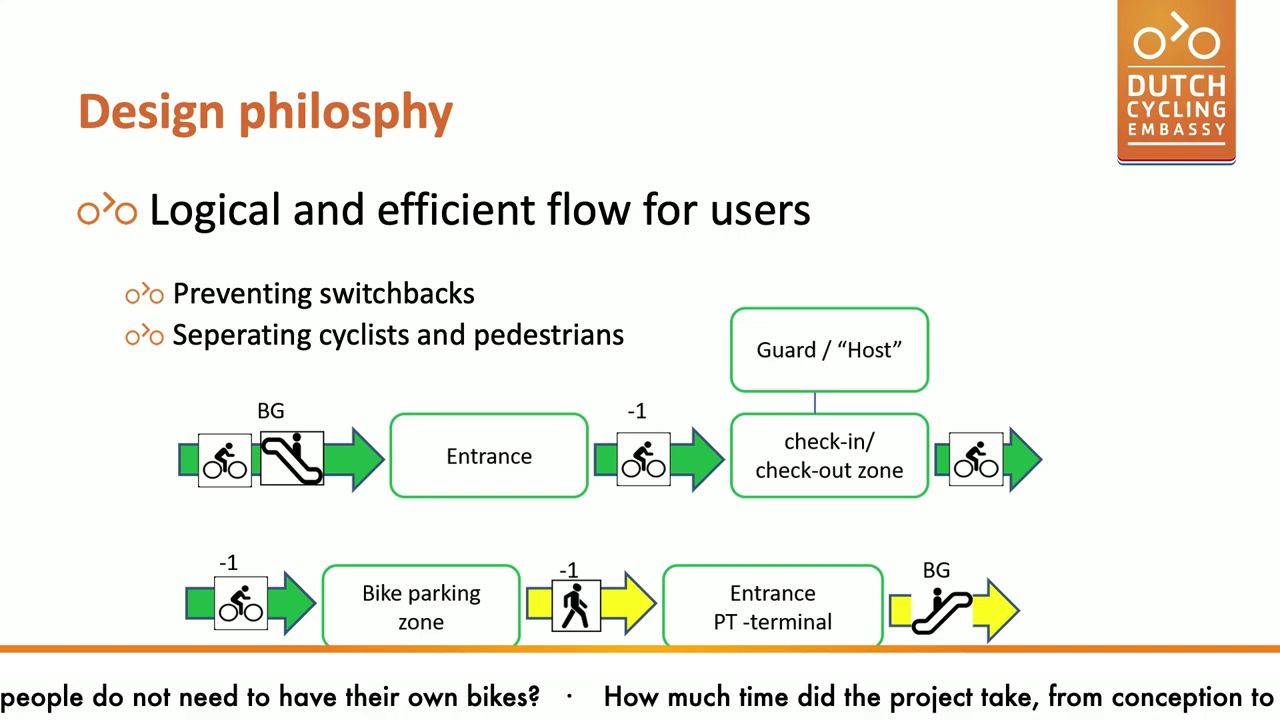 DUTCH
CYCLING
EMBASSY
Design philosphy
Logical and efficient flow for users
Preventing switchbacks
Seperating cyclists and pedestrians
Guard / “Host”
BG
-1
Entrance
check-in/
check-out zone
-1
Bike parking
zone
-1
Entrance
PT -terminal
BG
people do not need to have their own bikes? · How much time did the project take, from conception to